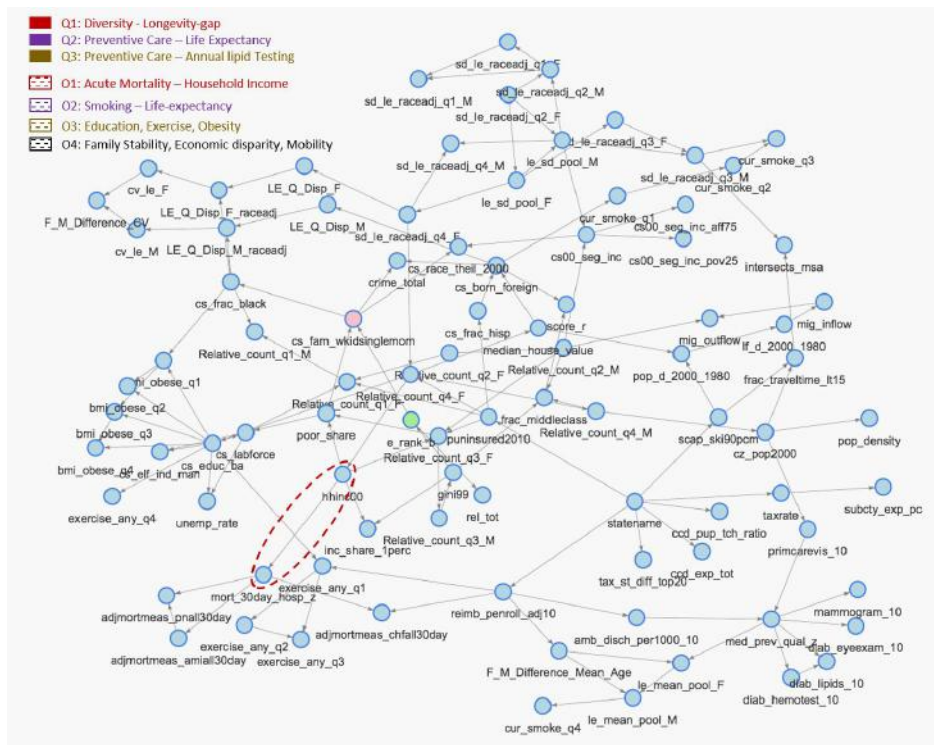 Q1: Diversity - Longevity-gap
Q2: Preventive Care – Life Expectancy
Q3: Preventive Care – Annual lipid Testing
O1: Acute Mortality – Household Income
O2: Smoking – Life-expectancy
O3: Education, Exercise, Obesity
O4: Family Stability, Economic disparity, Mobility
sd_le_raceadj_q1_F
sd_le_raceadj_q1_M
sd_le_raceadj_q2_M
sd_le_raceadj_q2_F
sd_le_raceadj_q4_M
le_sd_pool_M
d_le_raceadj_q3_F
cur_smoke_q3
sd_le_raceadj_q3_M
cur_smoke_q2
cv_le_F
LE_Q_Disp_F
le_sd_pool_F
LE_Q_Disp_F_raceadj
F_M_Difference_CV
LE_Q_Disp_M
cur_smoke_q1
cs00_seg_inc_aff75
cv_le_M
LE_Q_Disp_M_raceadj
sd_le_raceadj_q4_F
cs00_seg_inc
cs00_seg_inc_pov25
intersects_msa
cs_race_theil_2000
crime_total
cs_born_foreign
cs_frac_black
cs_fam_wkidsinglemom
cs_frac_hisp
score_r
mig_inflow
mig_outflow
lf_d_2000_1980
Relative_count_q1_M
median_house_value
Relative_count_q2_F
Relative_count_q2_M
pop_d_2000_1980
frac_traveltime_lt15
mi_obese_q1
Relative_count_q4_F
Relative_count_q1_F
bmi_obese_q2
frac_middleclass
Relative_count_q4_M
bmi_obese_q3
poor_share
e_rank_b
puninsured2010
scap_ski90pcm
pop_density
cs_labforce
Relative_count_q3_F
cz_pop2000
bmi_obese_q4
cs_elf_ind_man
cs_educ_ba
hhinc00
gini99
exercise_any_q4
unemp_rate
rel_tot
statename
taxrate
subcty_exp_pc
Relative_count_q3_M
ccd_pup_tch_ratio
inc_share_1perc
primcarevis_10
tax_st_diff_top20
ccd_exp_tot
exercise_any_q1
mort_30day_hosp_z
reimb_penroll_adj10
adjmortmeas_pnall30day
adjmortmeas_chfall30day
mammogram_10
exercise_any_q2
amb_disch_per1000_10
med_prev_qual_z
diab_eyeexam_10
adjmortmeas_amiall30day
exercise_any_q3
F_M_Difference_Mean_Age
le_mean_pool_F
diab_lipids_10
diab_hemotest_10
cur_smoke_q4
le_mean_pool_M